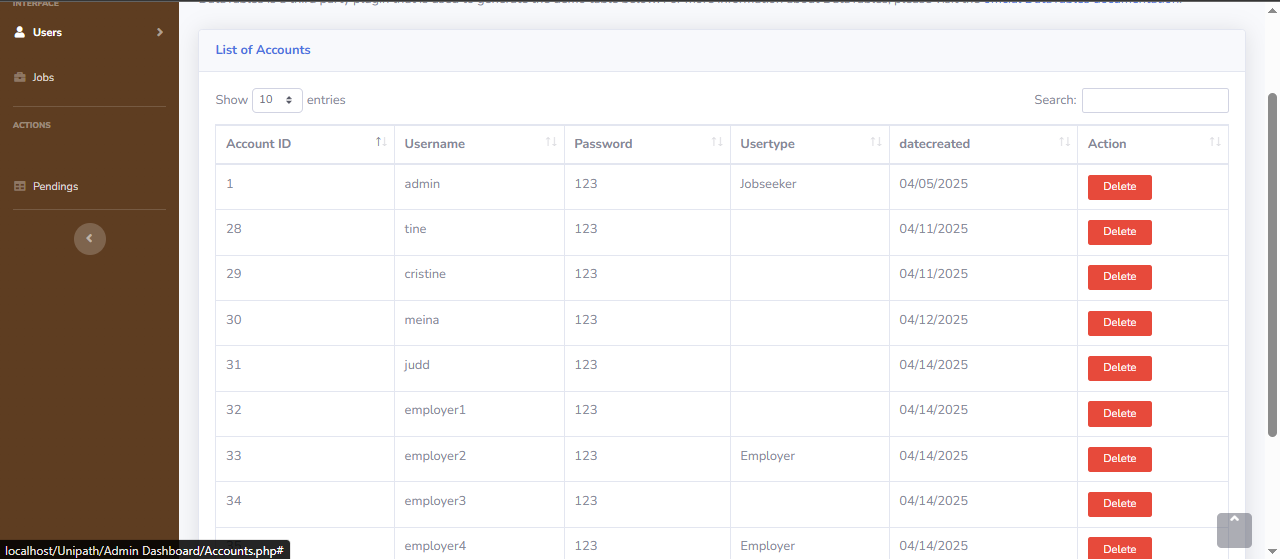 INTERFACE
Users
Jobs
ACTIONS
Pendings
List of Accounts
Show 10 entries
Search:
Account ID Username Password Usertype datecreated Action
1 admin 123 Jobseeker 04/05/2025 Delete
28 tine 123 04/11/2025 Delete
29 cristine 123 04/11/2025 Delete
30 meina 123 04/12/2025 Delete
31 judd 123 04/14/2025 Delete
32 employer1 123 04/14/2025 Delete
33 employer2 123 Employer 04/14/2025 Delete
34 employer3 123 04/14/2025 Delete
employer4 123 Employer 04/14/2025 Delete
localhost/Unipath/Admin Dashboard/Accounts.php#